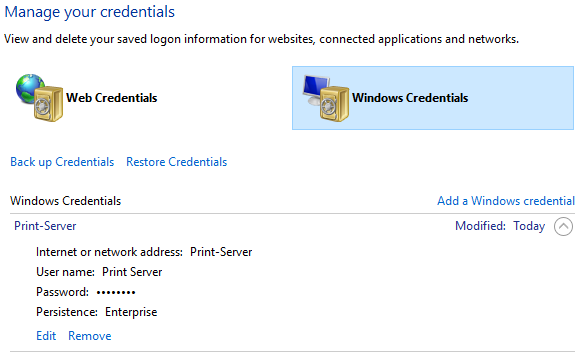 Manage your credentials
View and delete your saved logon information for websites, connected applications and networks.
Web Credentials
Windows Credentials
Back up Credentials Restore Credentials
Windows Credentials Add a Windows credential
Print-Server Modified: Today
Internet or network address: Print-Server
User name: Print Server
Password: ••••••••
Persistence: Enterprise
Edit Remove